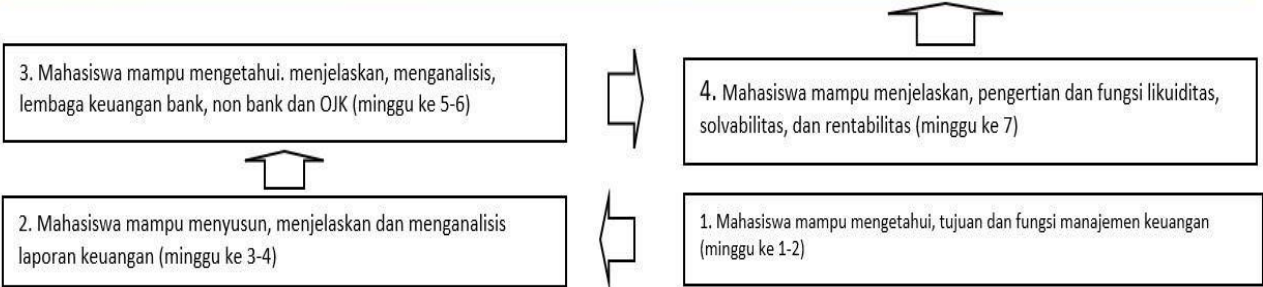 3. Mahasiswa mampu mengetahui. menjelaskan, menganalisis,
lembaga keuangan bank, non bank dan OJK (minggu ke 5-6)
4. Mahasiswa mampu menjelaskan, pengertian dan fungsi likuiditas,
solvabilitas, dan rentabilitas (minggu ke 7)
2. Mahasiswa mampu menyusun, menjelaskan dan menganalisis
laporan keuangan (minggu ke 3-4)
1. Mahasiswa mampu mengetahui, tujuan dan fungsi manajemen keuangan
(minggu ke 1-2)